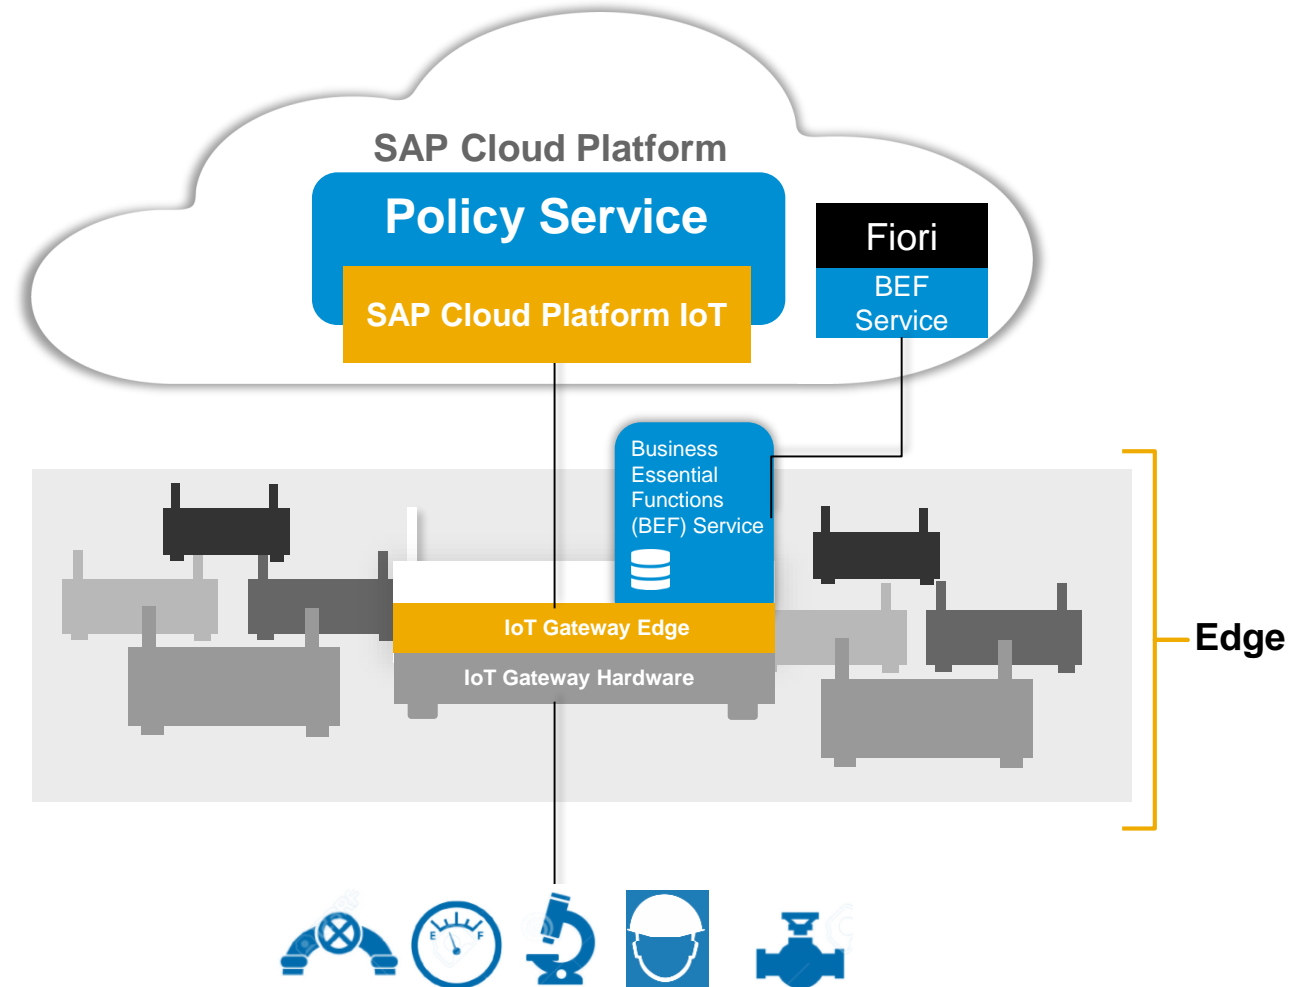 SAP Cloud Platform
Policy Service
SAP Cloud Platform IoT
Fiori
BEF
Service
Business
Essential
Functions
(BEF) Service
IoT Gateway Edge
IoT Gateway Hardware
Edge
E F